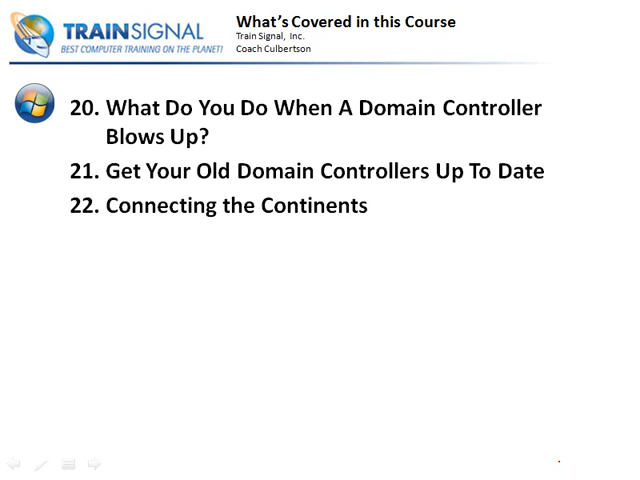 TRAINSIGNAL
BEST COMPUTER TRAINING ON THE PLANET!
What's Covered in this Course
Train Signal, Inc.
Coach Culbertson
20. What Do You Do When A Domain Controller
Blows Up?
21. Get Your Old Domain Controllers Up To Date
22. Connecting the Continents